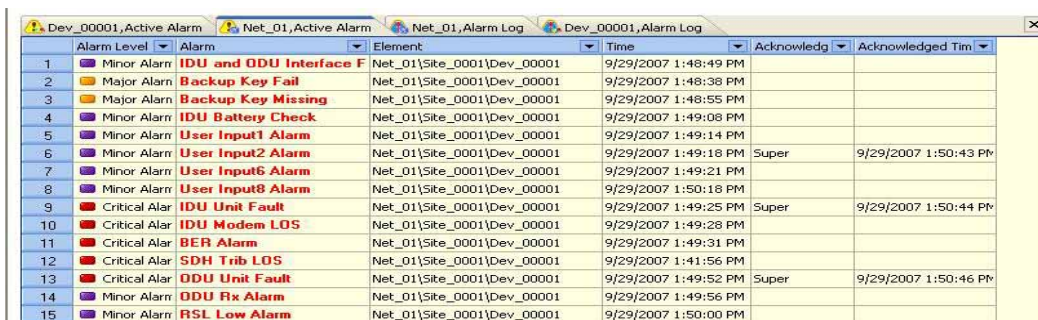 Dev_00001,Active Alarm Net_01,Active Alarm Net_01,Alarm Log Dev_00001,Alarm Log
Alarm Level Alarm Element Time Acknowledg Acknowledged Tim
1 Minor Alarm IDU and ODU Interface F Net_01\Site_0001\Dev_00001 9/29/2007 1:48:49 PM
2 Major Alarm Backup Key Fail Net_01\Site_0001\Dev_00001 9/29/2007 1:48:38 PM
3 Major Alarm Backup Key Missing Net_01\Site_0001\Dev_00001 9/29/2007 1:48:55 PM
4 Minor Alarm IDU Battery Check Net_01\Site_0001\Dev_00001 9/29/2007 1:49:08 PM
5 Minor Alarm User Input1 Alarm Net_01\Site_0001\Dev_00001 9/29/2007 1:49:14 PM
6 Minor Alarm User Input2 Alarm Net_01\Site_0001\Dev_00001 9/29/2007 1:49:18 PM Super 9/29/2007 1:50:43 PM
7 Minor Alarm User Input6 Alarm Net_01\Site_0001\Dev_00001 9/29/2007 1:49:21 PM
8 Minor Alarm User Input8 Alarm Net_01\Site_0001\Dev_00001 9/29/2007 1:50:18 PM
9 Critical Alar IDU Unit Fault Net_01\Site_0001\Dev_00001 9/29/2007 1:49:25 PM Super 9/29/2007 1:50:44 PM
10 Critical Alar IDU Modem LOS Net_01\Site_0001\Dev_00001 9/29/2007 1:49:28 PM
11 Critical Alar BER Alarm Net_01\Site_0001\Dev_00001 9/29/2007 1:49:31 PM
12 Critical Alar SDH Trib LOS Net_01\Site_0001\Dev_00001 9/29/2007 1:41:56 PM
13 Critical Alar ODU Unit Fault Net_01\Site_0001\Dev_00001 9/29/2007 1:49:52 PM Super 9/29/2007 1:50:46 PM
14 Minor Alarm ODU Rx Alarm Net_01\Site_0001\Dev_00001 9/29/2007 1:49:56 PM
15 Minor Alarm RSL Low Alarm Net_01\Site_0001\Dev_00001 9/29/2007 1:50:00 PM